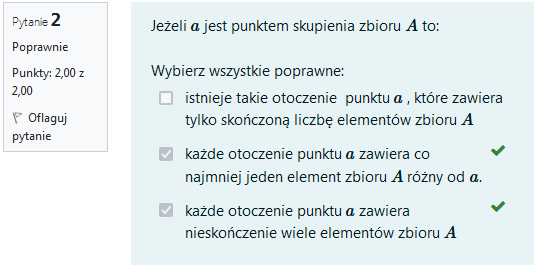 Pytanie 2
Poprawnie
Punkty: 2,00 z
2,00
Oflaguj
pytanie
Jeżeli a jest punktem skupienia zbioru A to:
Wybierz wszystkie poprawne:
istnieje takie otoczenie punktu a , które zawiera
tylko skończoną liczbę elementów zbioru A
każde otoczenie punktu a zawiera co
najmniej jeden element zbioru A różny od a.
każde otoczenie punktu a zawiera
nieskończenie wiele elementów zbioru A